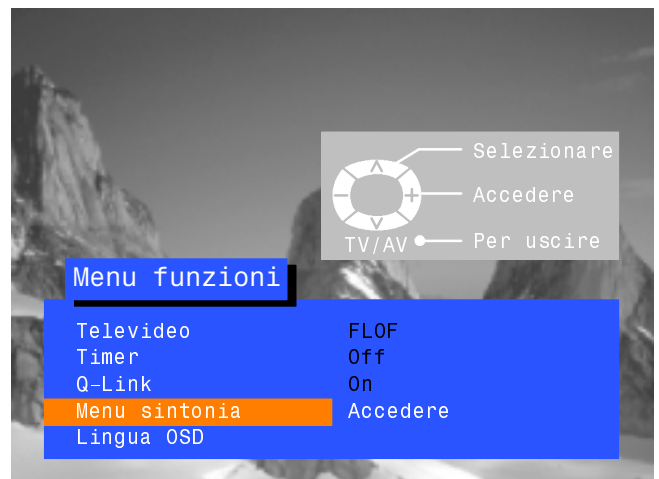 Selezionare
Accedere
TV/AV Per uscire
Menu funzioni
Televideo FLOF
Timer Off
Q-Link On
Menu sintonia Accedere
Lingua OSD